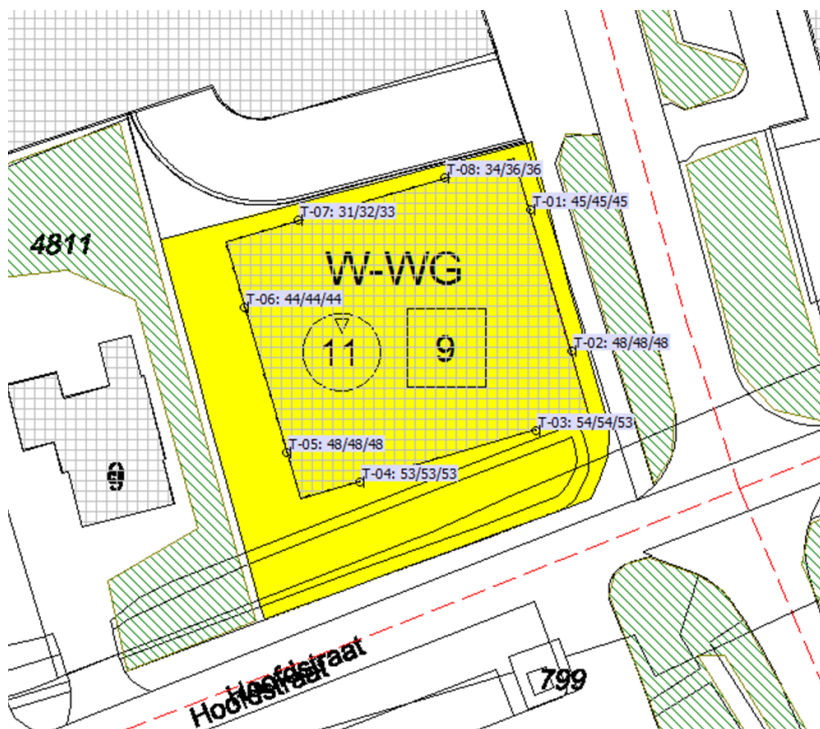 T-08: 34/36/36
T-01: 45/45/45
T-07: 31/32/33
4811
W-WG
T-06: 44/44/44
11
9
T-02: 48/48/48
T-03: 54/54/53
T-05: 48/48/48
T-04: 53/53/53
9
Hoofdstraat
Hoofdstraat
799